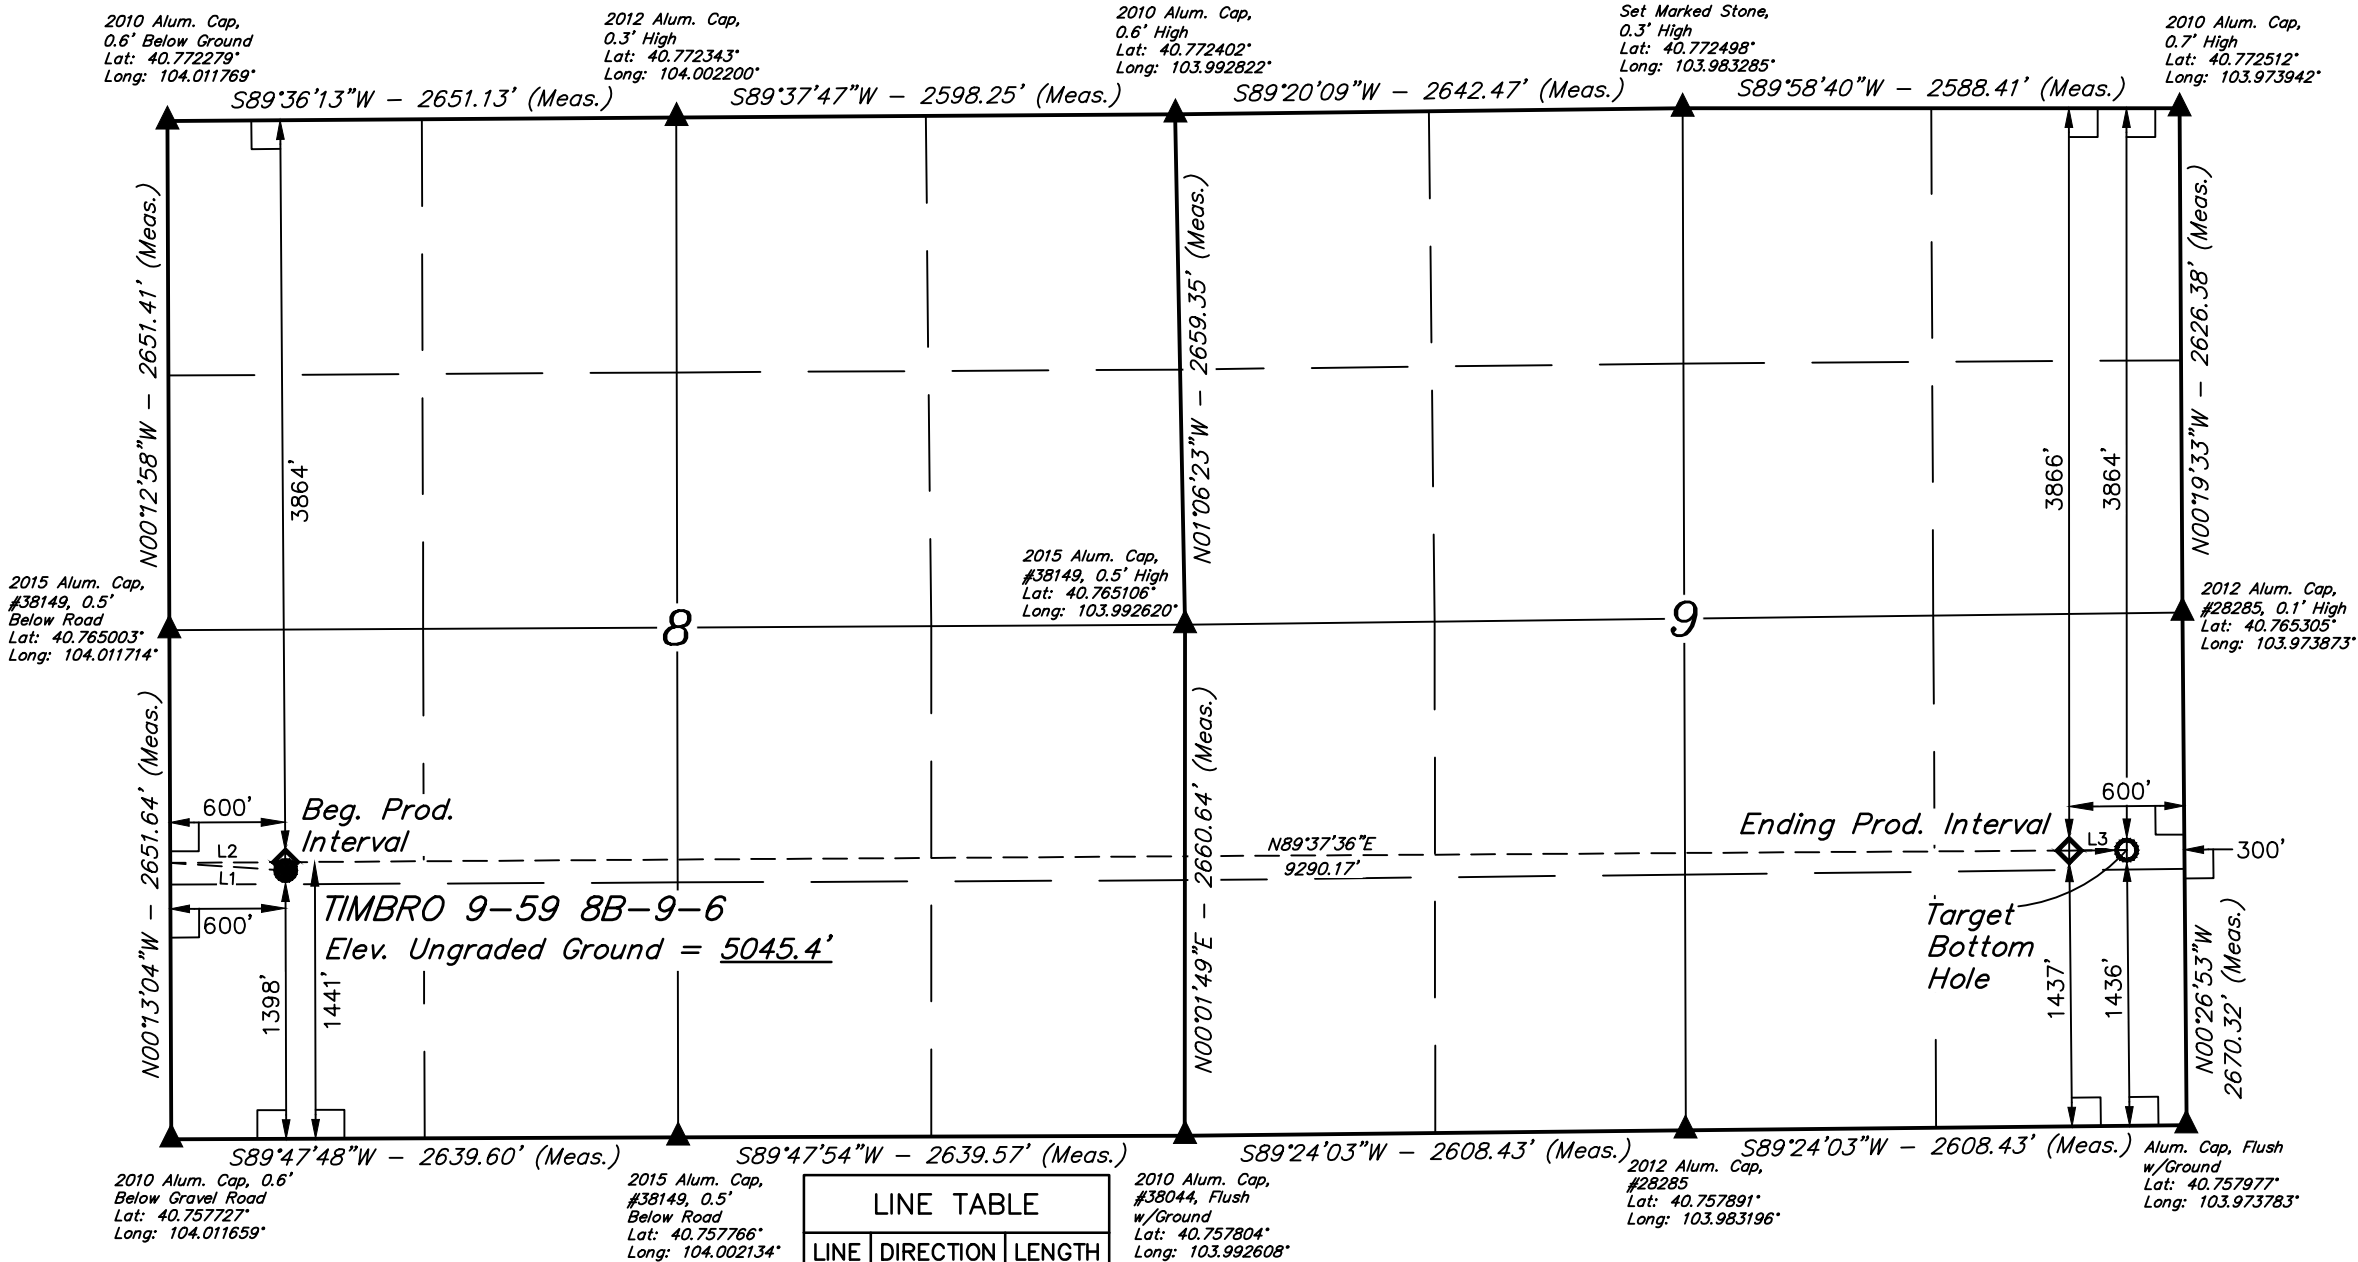 2010 Alum. Cap,
0.6' Below Ground
Lat: 40.772279°
Long: 104.011769°
2012 Alum. Cap,
0.3' High
Lat: 40.772343°
Long: 104.002200°
2010 Alum. Cap,
0.6' High
Lat: 40.772402°
Long: 103.992822°
Set Marked Stone,
0.3' High
Lat: 40.772498°
Long: 103.983285°
2010 Alum. Cap,
0.7' High
Lat: 40.772512°
Long: 103.973942°
S89°36'13"W - 2651.13' (Meas.)
S89°37'47"W - 2598.25' (Meas.)
S89°20'09"W - 2642.47' (Meas.)
S89°58'40"W - 2588.41' (Meas.)
N00°12'58"W - 2651.41' (Meas.)
3864'
N01°06'23"W - 2659.35' (Meas.)
3866'
3864'
N00°19'33"W - 2626.38' (Meas.)
2015 Alum. Cap,
#38149, 0.5'
Below Road
Lat: 40.765003°
Long: 104.011714°
8
2015 Alum. Cap,
#38149, 0.5' High
Lat: 40.765106°
Long: 103.992620°
9
2012 Alum. Cap,
#28285, 0.1' High
Lat: 40.765305°
Long: 103.973873°
N00°13'04"W - 2651.64' (Meas.)
600'
Beg. Prod.
Interval
L2
L1
600'
TIMBRO 9-59 8B-9-6
Elev. Ungraded Ground = 5045.4'
1398'
1441'
N00°01'49"E - 2660.64' (Meas.)
N89°37'36"E
9290.17'
Ending Prod. Interval
600'
L3
300'
Target
Bottom
Hole
1437'
1436'
N00°26'53"W
2670.32' (Meas.)
S89°47'48"W - 2639.60' (Meas.)
S89°47'54"W - 2639.57' (Meas.)
S89°24'03"W - 2608.43' (Meas.)
S89°24'03"W - 2608.43' (Meas.)
2010 Alum. Cap, 0.6'
Below Gravel Road
Lat: 40.757727°
Long: 104.011659°
2015 Alum. Cap,
#38149, 0.5'
Below Road
Lat: 40.757766°
Long: 104.002134°
LINE TABLE
LINE DIRECTION LENGTH
2010 Alum. Cap,
#38044, Flush
w/Ground
Lat: 40.757804°
Long: 103.992608°
2012 Alum. Cap,
#28285
Lat: 40.757891°
Long: 103.983196°
Alum. Cap, Flush
w/Ground
Lat: 40.757977°
Long: 103.973783°